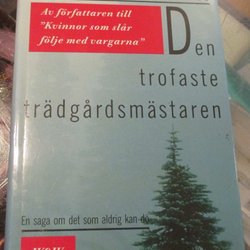 Av författaren till
"Kvinnor som slår
följe med vargarna"
Den
trofaste
trädgårdsmästaren
En saga om det som aldrig kan dö
W&W